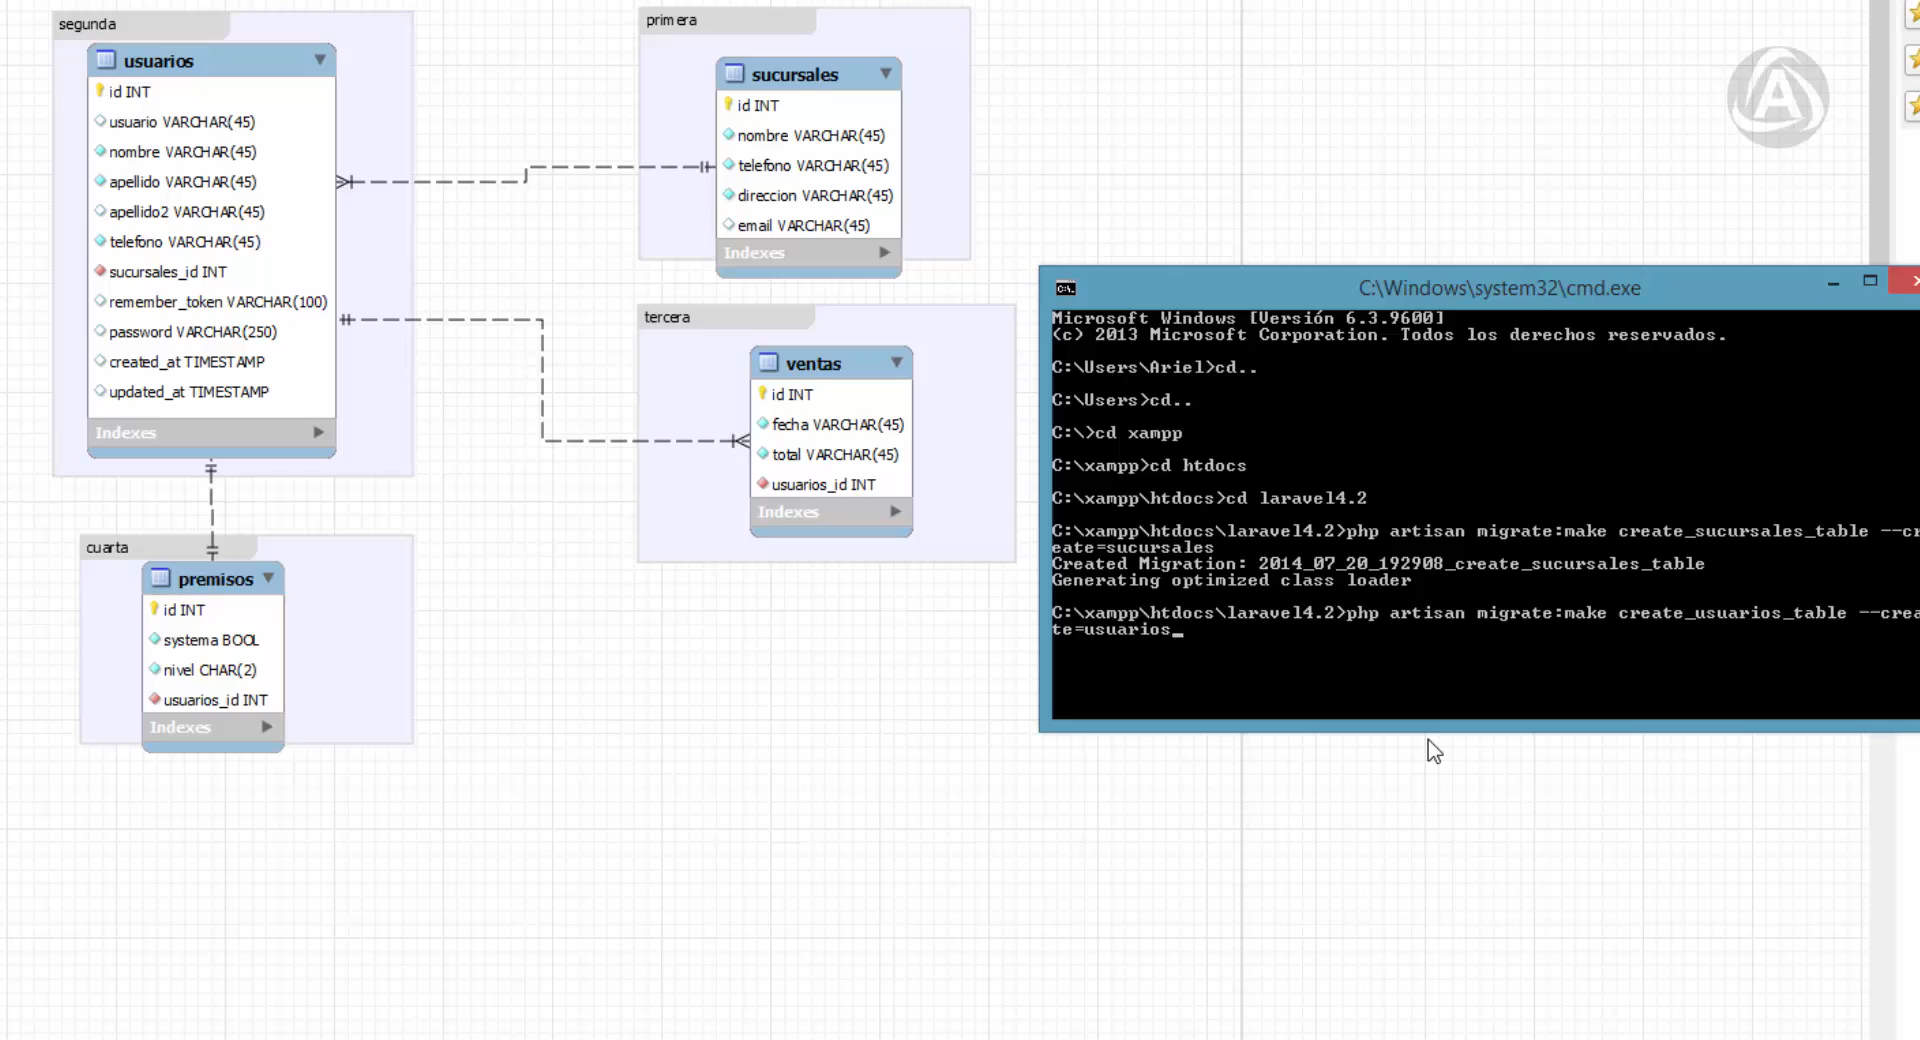 segunda
usuarios
id INT
usuario VARCHAR(45)
nombre VARCHAR(45)
apellido VARCHAR(45)
apellido2 VARCHAR(45)
telefono VARCHAR(45)
sucursales_id INT
remember_token VARCHAR(100)
password VARCHAR(250)
created_at TIMESTAMP
updated_at TIMESTAMP
Indexes
primera
sucursales
id INT
nombre VARCHAR(45)
telefono VARCHAR(45)
direccion VARCHAR(45)
email VARCHAR(45)
Indexes
tercera
ventas
id INT
fecha VARCHAR(45)
total VARCHAR(45)
usuarios_id INT
Indexes
cuarta
premisos
id INT
systema BOOL
nivel CHAR(2)
usuarios_id INT
Indexes
A
C:\Windows\system32\cmd.exe
Microsoft Windows [Versión 6.3.9600]
(c) 2013 Microsoft Corporation. Todos los derechos reservados.
C:\Users\Ariel>cd..
C:\Users>cd..
C:\>cd xampp
C:\xampp>cd htdocs
C:\xampp\htdocs>cd laravel4.2
C:\xampp\htdocs\laravel4.2>php artisan migrate:make create_sucursales_table --cr
eate=sucursales
Created Migration: 2014_07_20_192908_create_sucursales_table
Generating optimized class loader
C:\xampp\htdocs\laravel4.2>php artisan migrate:make create_usuarios_table --crea
te=usuarios_